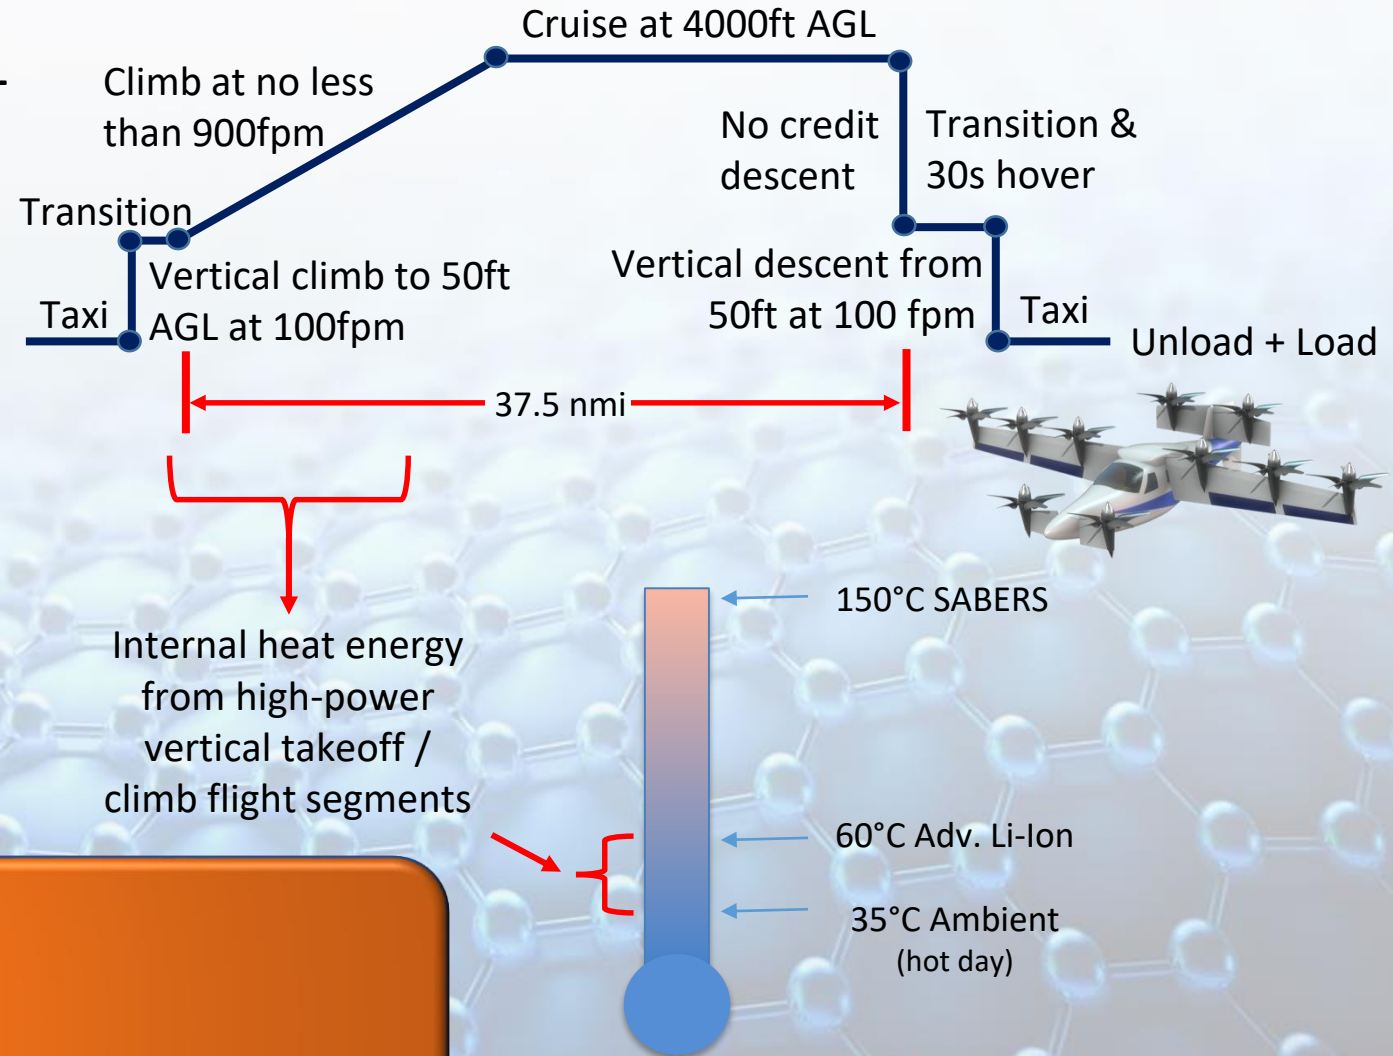 Cruise at 4000ft AGL
Climb at no less
than 900fpm
No credit
descent
Transition &
30s hover
Transition
Vertical climb to 50ft
AGL at 100fpm
Vertical descent from
50ft at 100 fpm
Taxi
Taxi
Unload + Load
37.5 nmi
150°C SABERS
Internal heat energy
from high-power
vertical takeoff /
climb flight segments
60°C Adv. Li-Ion
35°C Ambient
(hot day)